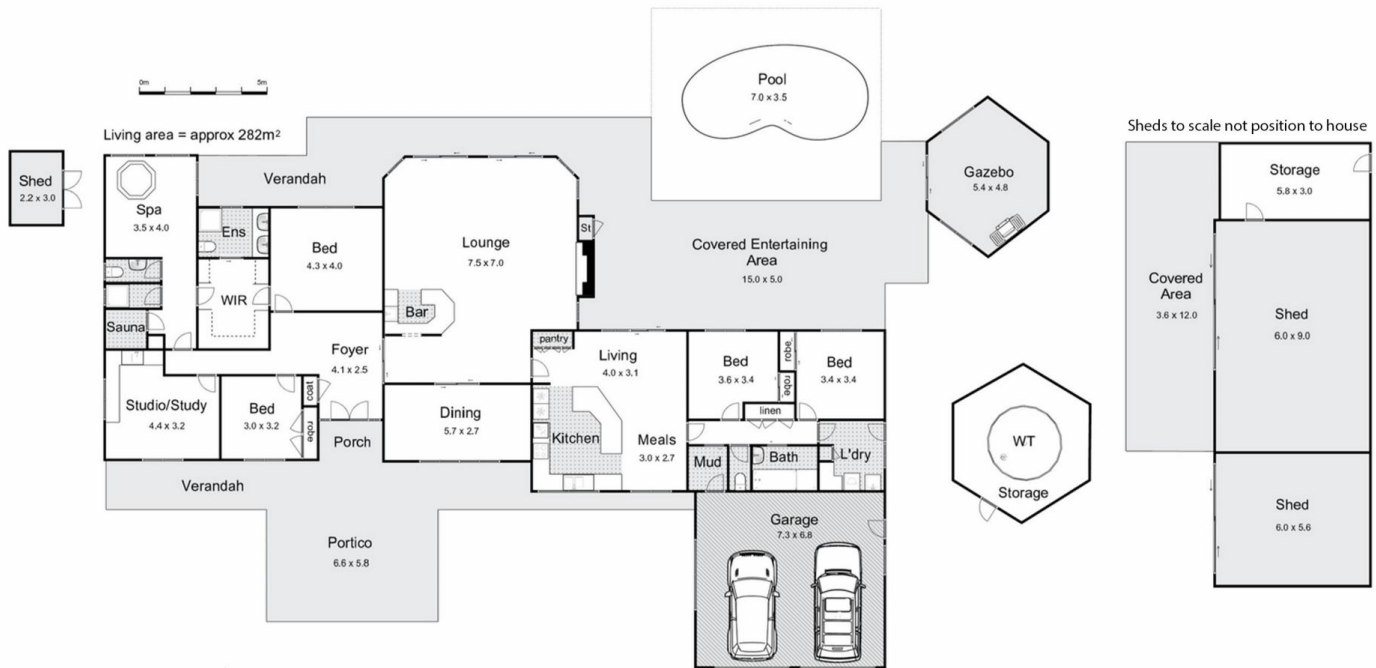 0m 5m
Living area = approx 282m²
Shed
2.2 x 3.0
Spa
3.5 x 4.0
Sauna
Verandah
Ens
WIR
Bed
4.3 x 4.0
Lounge
7.5 x 7.0
Bar
St
Foyer
4.1 x 2.5
Studio/Study
4.4 x 3.2
Bed
3.0 x 3.2
coat
robe
Porch
Dining
5.7 x 2.7
Verandah
Portico
6.6 x 5.8
Pool
7.0 x 3.5
Covered Entertaining
Area
15.0 x 5.0
Gazebo
5.4 x 4.8
pantry
Living
4.0 x 3.1
Kitchen
Meals
3.0 x 2.7
Bed
3.6 x 3.4
robe
robe
Bed
3.4 x 3.4
linen
Mud
Bath
L'dry
Garage
7.3 x 6.8
WT
Storage
Sheds to scale not position to house
Storage
5.8 x 3.0
Covered
Area
3.6 x 12.0
Shed
6.0 x 9.0
Shed
6.0 x 5.6